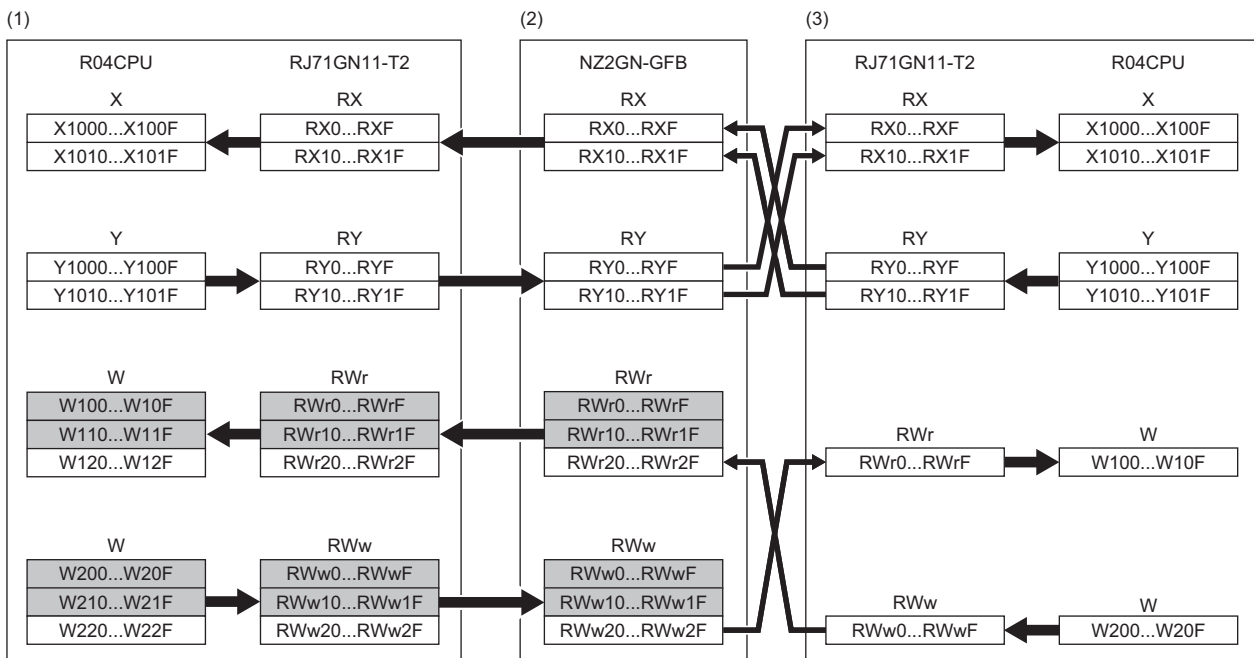 (1) (2) (3)
R04CPU RJ71GN11-T2 NZ2GN-GFB RJ71GN11-T2 R04CPU
X RX RX RX X
X1000...X100F RX0...RXF RX0...RXF RX0...RXF X1000...X100F
X1010...X101F RX10...RX1F RX10...RX1F RX10...RX1F X1010...X101F
Y RY RY RY Y
Y1000...Y100F RY0...RYF RY0...RYF RY0...RYF Y1000...Y100F
Y1010...Y101F RY10...RY1F RY10...RY1F RY10...RY1F Y1010...Y101F
W RWr RWr
W100...W10F RWr0...RWrF RWr0...RWrF
W110...W11F RWr10...RWr1F RWr10...RWr1F RWr W
W120...W12F RWr20...RWr2F RWr20...RWr2F RWr0...RWrF W100...W10F
W RWw RWw
W200...W20F RWw0...RWwF RWw0...RWwF
W210...W21F RWw10...RWw1F RWw10...RWw1F RWw W
W220...W22F RWw20...RWw2F RWw20...RWw2F RWw0...RWwF W200...W20F